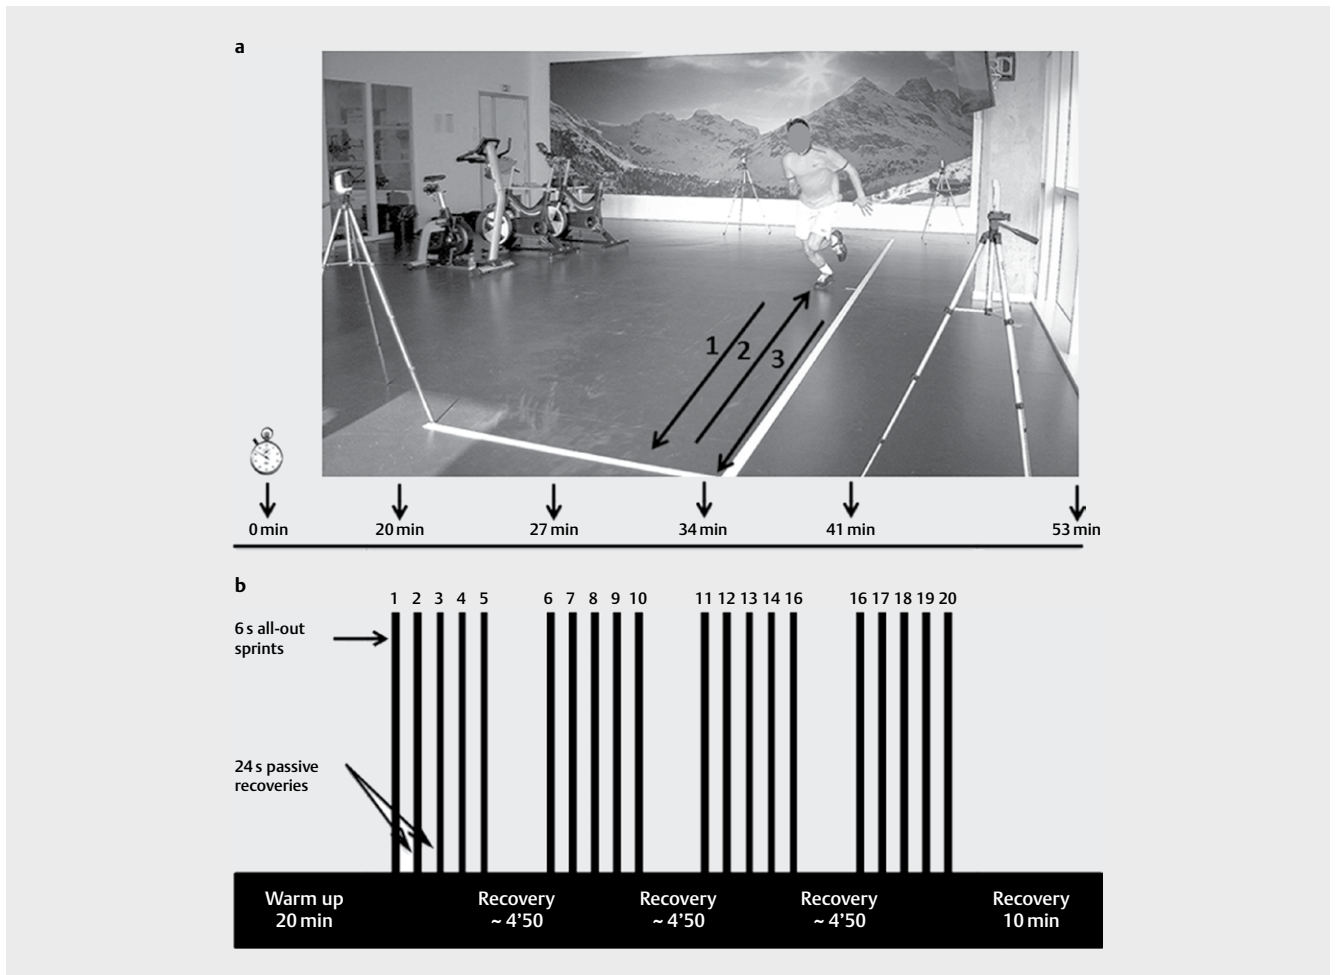 a
1
2
3
0 min
20 min
27 min
34 min
41 min
53 min
b
1 2 3 4 5 6 7 8 9 10 11 12 13 14 16 16 17 18 19 20
6 s all-out
sprints
24 s passive
recoveries
Warm up
20 min
Recovery
~ 4’50
Recovery
~ 4’50
Recovery
~ 4’50
Recovery
10 min